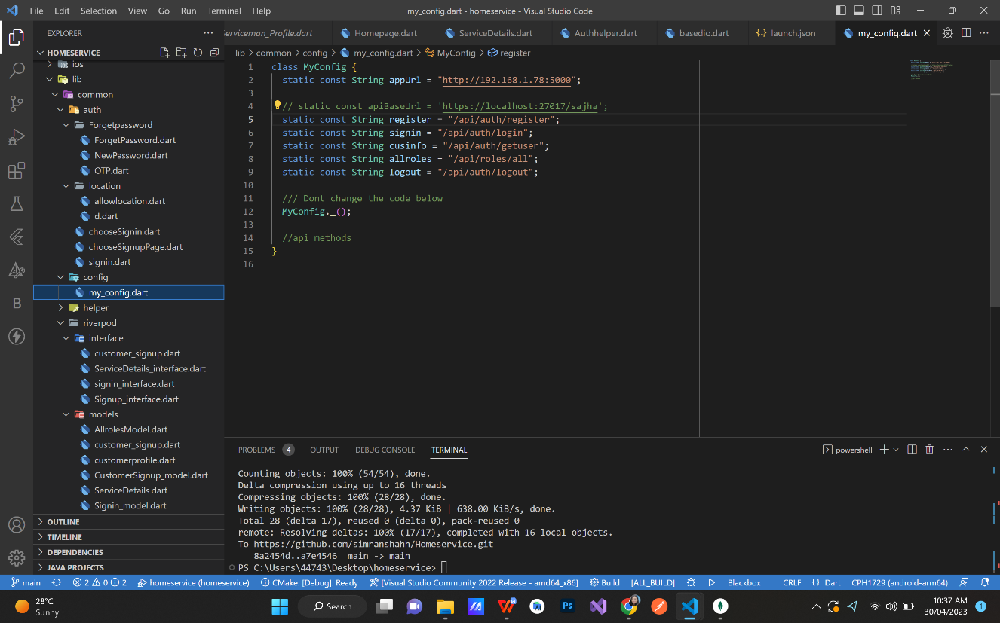 File Edit Selection View Go Run Terminal Help
my_config.dart - homeservice - Visual Studio Code
EXPLORER
HOMESERVICE
ios
lib
common
auth
Forgetpassword
ForgetPassword.dart
NewPassword.dart
OTP.dart
location
allowlocation.dart
d.dart
chooseSignin.dart
chooseSignupPage.dart
signin.dart
config
my_config.dart
helper
riverpod
interface
customer_signup.dart
ServiceDetails_interface.dart
signin_interface.dart
Signup_interface.dart
models
AllrolesModel.dart
customer_signup.dart
customerprofile.dart
CustomerSignup_model.dart
ServiceDetails.dart
Signin_model.dart
OUTLINE
TIMELINE
DEPENDENCIES
JAVA PROJECTS
erviceman_Profile.dart Homepage.dart ServiceDetails.dart Authhelper.dart basedio.dart {·} launch.json my_config.dart
lib > common > config > my_config.dart > MyConfig > register
1 class MyConfig {
2 static const String appUrl = "http://192.168.1.78:5000";
3
4 // static const apiBaseUrl = 'https://localhost:27017/sajha';
5 static const String register = "/api/auth/register";
6 static const String signin = "/api/auth/login";
7 static const String cusinfo = "/api/auth/getuser";
8 static const String allroles = "/api/roles/all";
9 static const String logout = "/api/auth/logout";
10
11 /// Dont change the code below
12 MyConfig._();
13
14 //api methods
15 }
16
PROBLEMS 4 OUTPUT DEBUG CONSOLE TERMINAL powershell
Counting objects: 100% (54/54), done.
Delta compression using up to 16 threads
Compressing objects: 100% (28/28), done.
Writing objects: 100% (28/28), 4.37 KiB | 638.00 KiB/s, done.
Total 28 (delta 17), reused 0 (delta 0), pack-reused 0
remote: Resolving deltas: 100% (17/17), completed with 16 local objects.
To https://github.com/simranshahh/Homeservice.git
8a2454d..a7e4546 main -> main
PS C:\Users\44743\Desktop\homeservice>
main 2 0 2 homeservice (homeservice) CMake: [Debug]: Ready [Visual Studio Community 2022 Release - amd64_x86] Build [ALL_BUILD] Blackbox CRLF {} Dart CPH1729 (android-arm64)
28°C
Sunny
Search
Ps
10:37 AM
30/04/2023
1